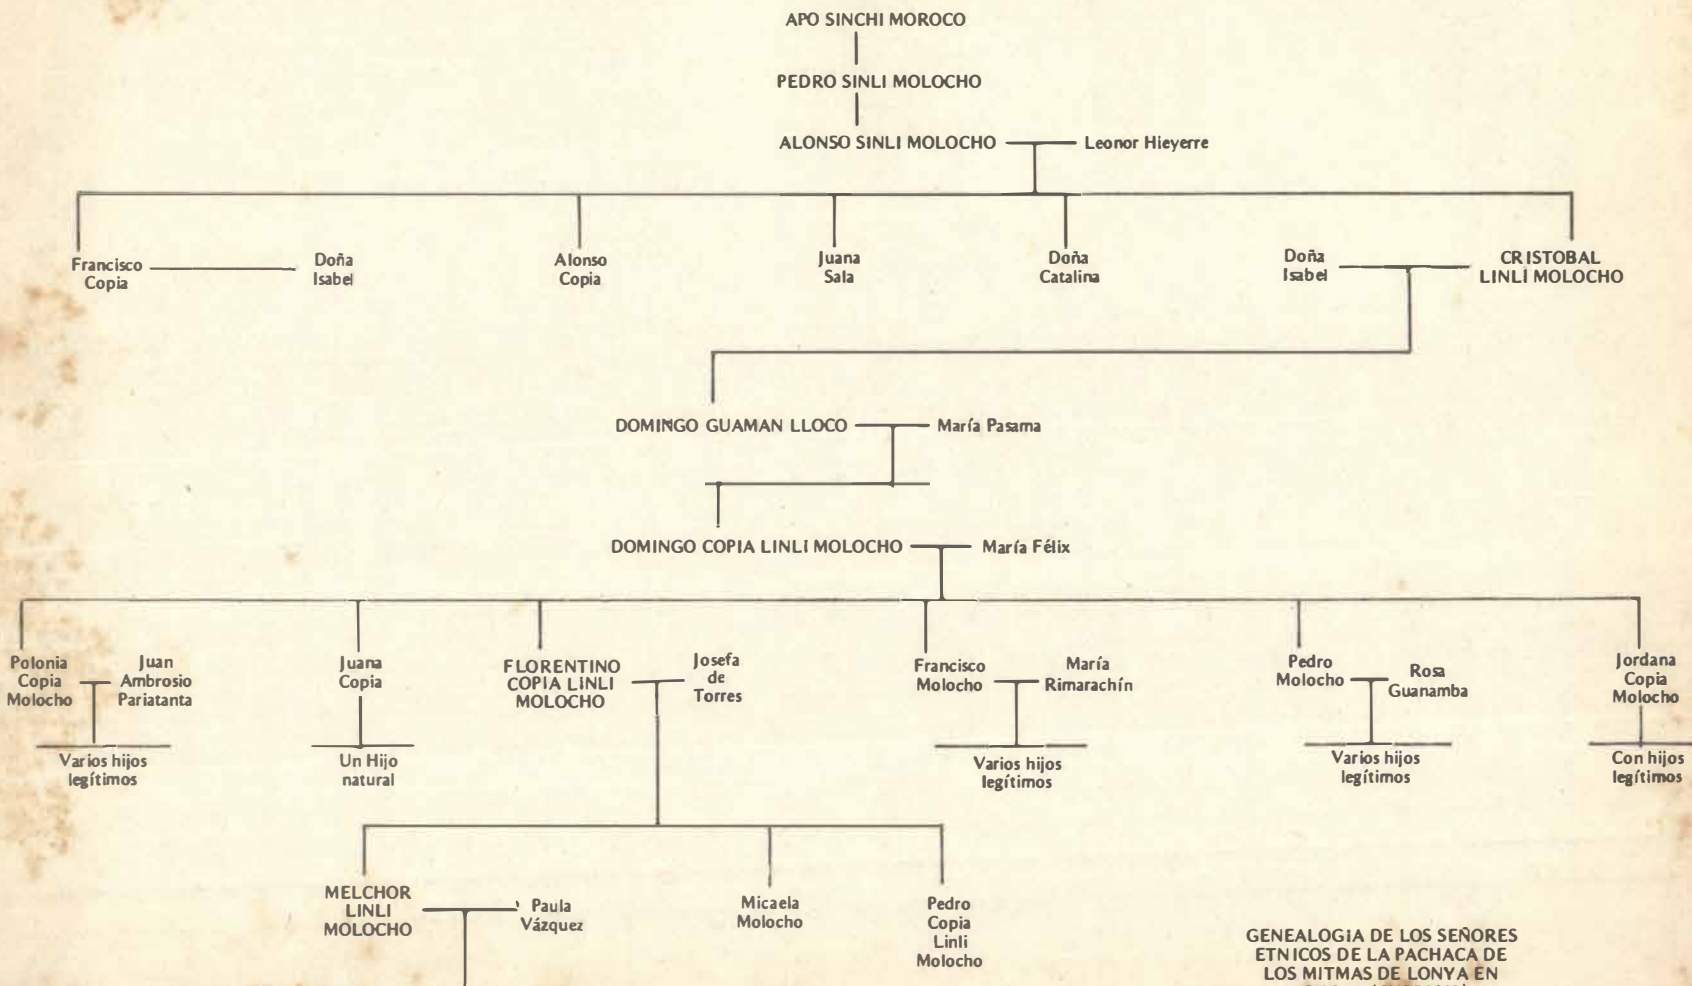 APO SINCHI MOROCO
PEDRO SINLI MOLOCHO
ALONSO SINLI MOLOCHO
Leonor Hieyerre
Francisco
Copia
Doña
Isabel
Alonso
Copia
Juana
Sala
Doña
Catalina
Doña
Isabel
CRISTOBAL
LINLI MOLOCHO
DOMINGO GUAMAN LLOCO
María Pasama
DOMINGO COPIA LINLI MOLOCHO
María Félix
Polonia
Copia
Molocho
Juan
Ambrosio
Pariatanta
Juana
Copia
FLORENTINO
COPIA LINLI
MOLOCHO
Josefa
de
Torres
Francisco
Molocho
María
Rimarachín
Pedro
Molocho
Rosa
Guanamba
Jordana
Copia
Molocho
Varios hijos
legítimos
Un Hijo
natural
Varios hijos
legítimos
Varios hijos
legítimos
Con hijos
legítimos
MELCHOR
LINLI
MOLOCHO
Paula
Vázquez
Micaela
Molocho
Pedro
Copia
Linli
Molocho
GENEALOGIA DE LOS SEÑORES
ETNICOS DE LA PACHACA DE
LOS MITMAS DE LONYA EN